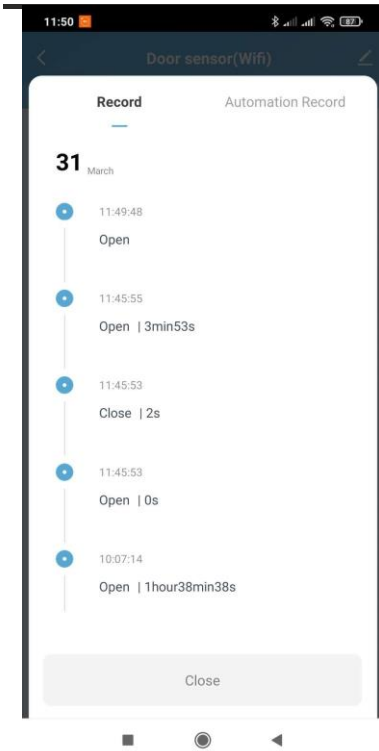 11:50
87
Door sensor(Wifi)
Record
Automation Record
31 March
11:49:48
Open
11:45:55
Open | 3min53s
11:45:53
Close | 2s
11:45:53
Open | 0s
10:07:14
Open | 1hour38min38s
Close